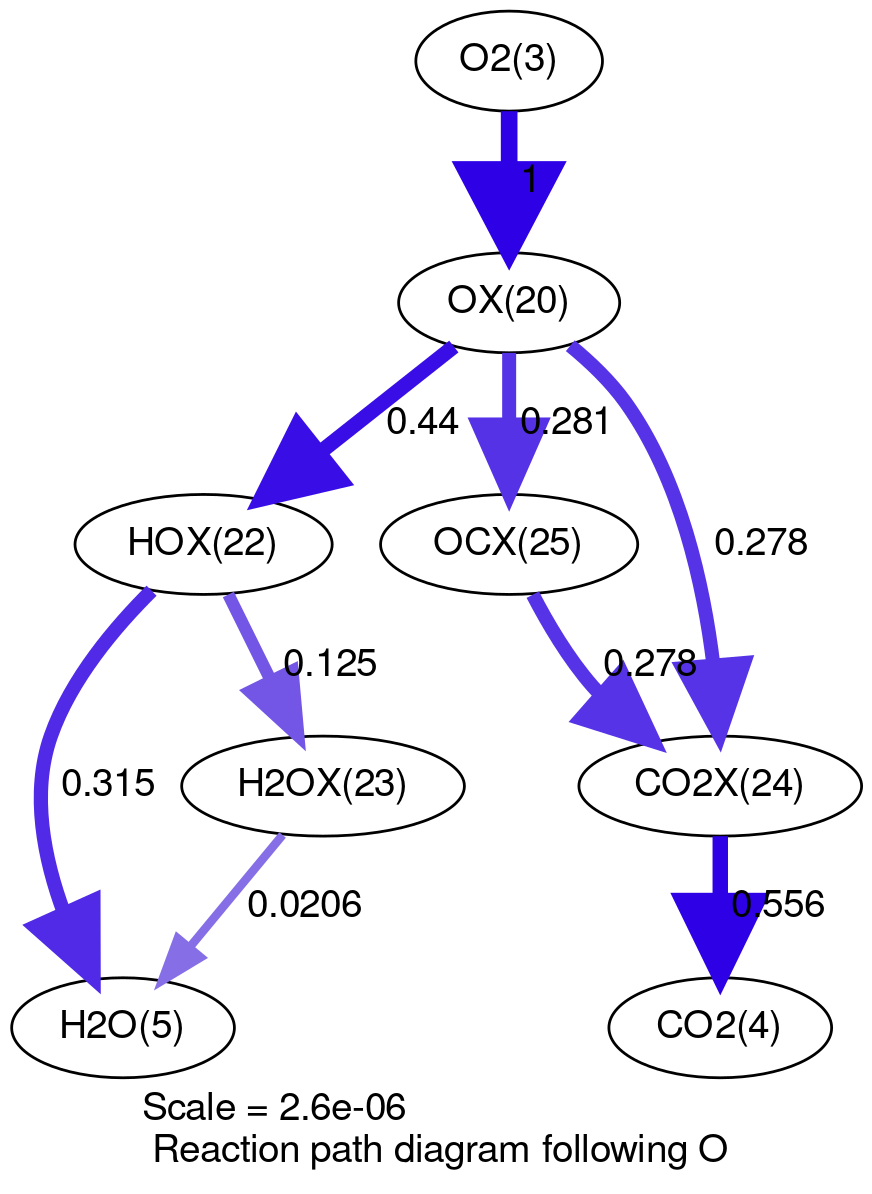 O2(3)
1
OX(20)
0.44
0.281
0.278
HOX(22)
OCX(25)
0.125
0.278
0.315
H2OX(23)
CO2X(24)
0.0206
0.556
H2O(5)
CO2(4)
Scale = 2.6e-06
Reaction path diagram following O